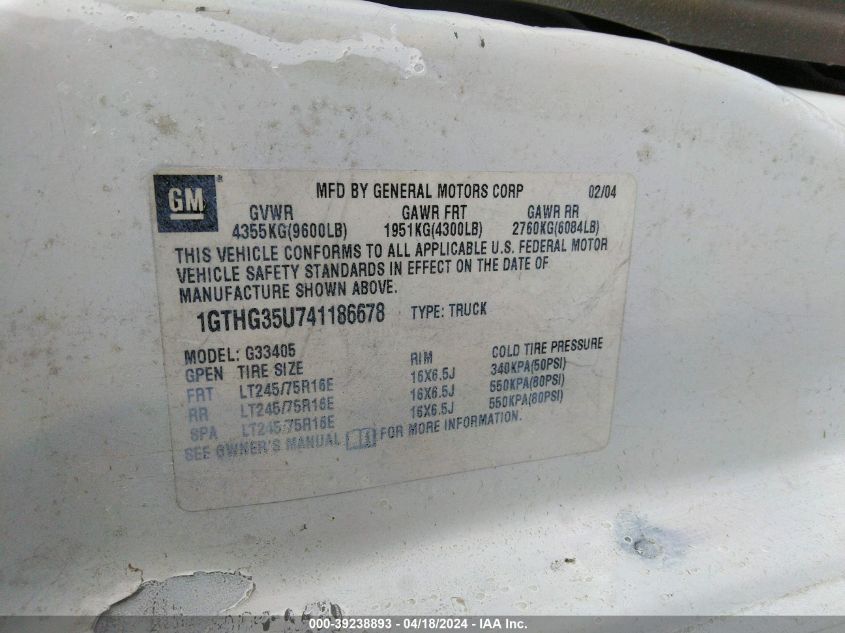 GM
MFD BY GENERAL MOTORS CORP 02/04
GVWR GAWR FRT GAWR RR
4355KG(9600LB) 1951KG(4300LB) 2760KG(6084LB)
THIS VEHICLE CONFORMS TO ALL APPLICABLE U.S. FEDERAL MOTOR
VEHICLE SAFETY STANDARDS IN EFFECT ON THE DATE OF
MANUFACTURE SHOWN ABOVE.
1GTHG35U741186678 TYPE: TRUCK
MODEL: G33405
GPEN TIRE SIZE RIM COLD TIRE PRESSURE
FRT LT245/75R16E 16X6.5J 340KPA(50PSI)
RR LT245/75R16E 16X6.5J 550KPA(80PSI)
SPA LT245/75R16E 16X6.5J 550KPA(80PSI)
SEE OWNER'S MANUAL FOR MORE INFORMATION.
000-39238893 - 04/18/2024 - IAA Inc.